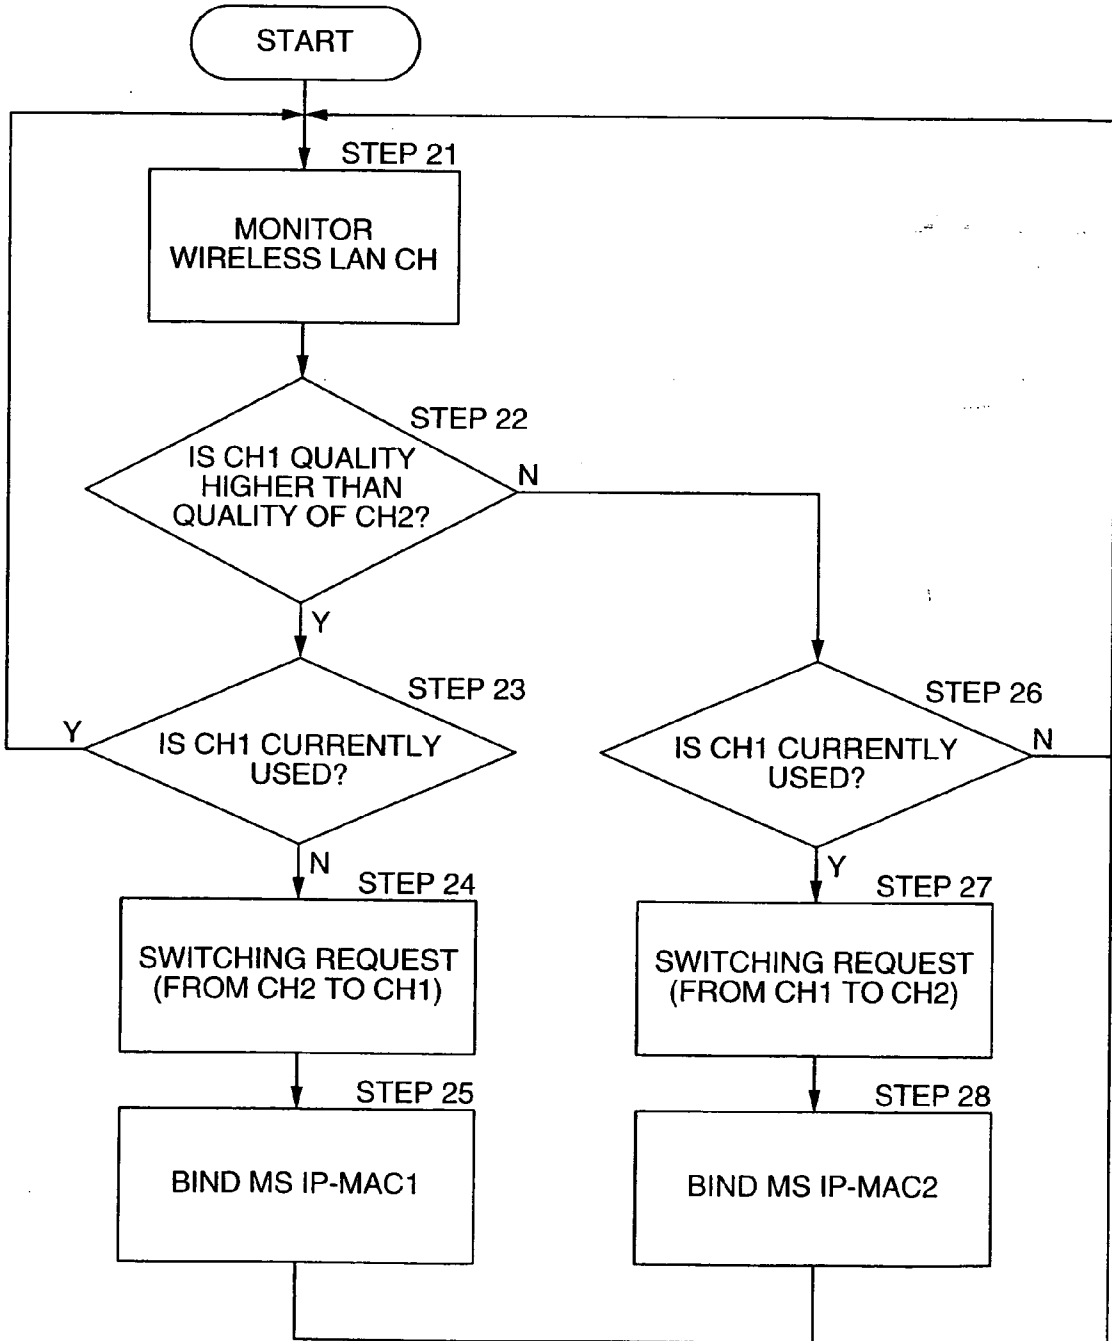 START
STEP 21
MONITOR
WIRELESS LAN CH
STEP 22
IS CH1 QUALITY
HIGHER THAN
QUALITY OF CH2?
N
Y
STEP 23
Y
IS CH1 CURRENTLY
USED?
N
STEP 24
SWITCHING REQUEST
(FROM CH2 TO CH1)
STEP 25
BIND MS IP-MAC1
STEP 26
N
IS CH1 CURRENTLY
USED?
Y
STEP 27
SWITCHING REQUEST
(FROM CH1 TO CH2)
STEP 28
BIND MS IP-MAC2